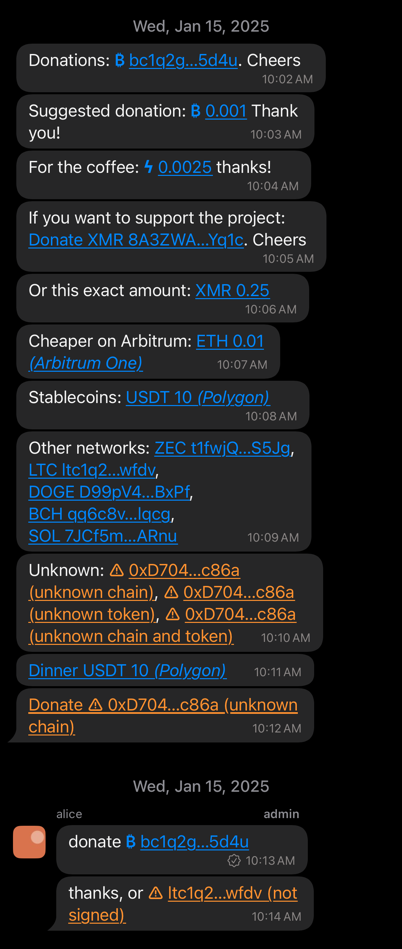 Wed, Jan 15, 2025
Donations: ₿ bc1q2g...5d4u. Cheers
10:02 AM
Suggested donation: ₿ 0.001 Thank
you!
10:03 AM
For the coffee: ϟ 0.0025 thanks!
10:04 AM
If you want to support the project:
Donate XMR 8A3ZWA...Yq1c. Cheers
10:05 AM
Or this exact amount: XMR 0.25
10:06 AM
Cheaper on Arbitrum: ETH 0.01
(Arbitrum One)
10:07 AM
Stablecoins: USDT 10 (Polygon)
10:08 AM
Other networks: ZEC t1fwjQ...S5Jg,
LTC ltc1q2...wfdv,
DOGE D99pV4...BxPf,
BCH qq6c8v...lqcg,
SOL 7JCf5m...ARnu
10:09 AM
Unknown: ⚠ 0xD704...c86a
(unknown chain), ⚠ 0xD704...c86a
(unknown token), ⚠ 0xD704...c86a
(unknown chain and token)
10:10 AM
Dinner USDT 10 (Polygon)
10:11 AM
Donate ⚠ 0xD704...c86a (unknown
chain)
10:12 AM
Wed, Jan 15, 2025
alice admin
donate ₿ bc1q2g...5d4u
10:13 AM
thanks, or ⚠ ltc1q2...wfdv (not
signed)
10:14 AM